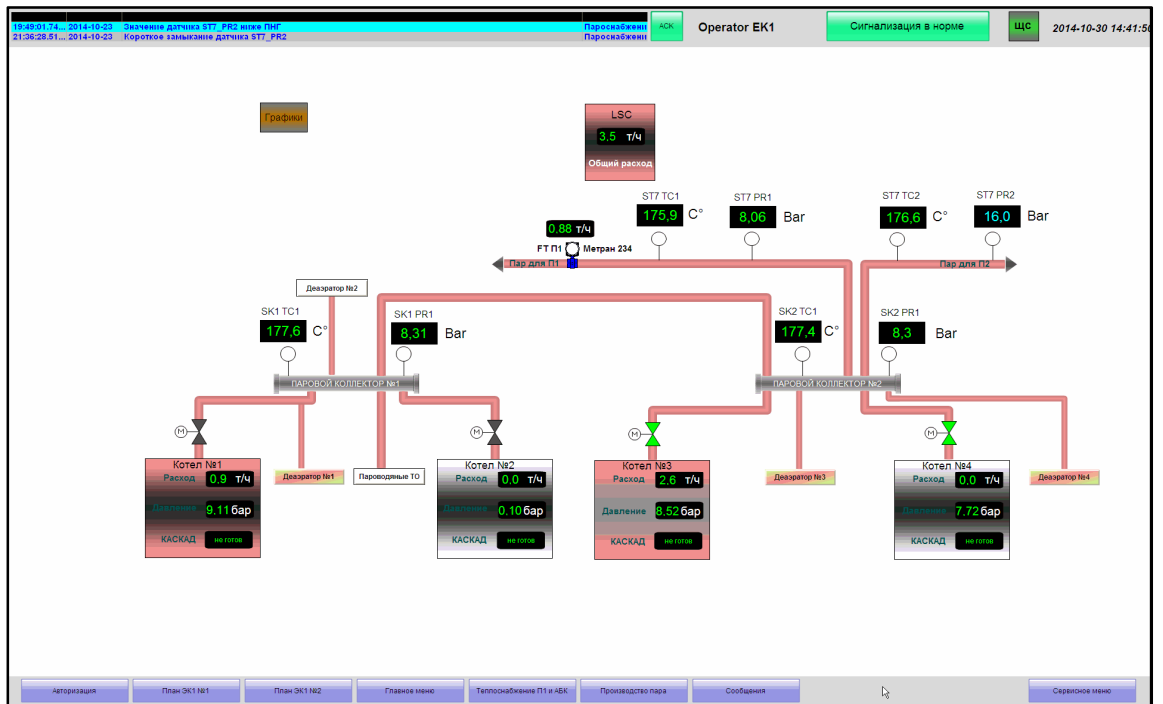 19:49:01.74... 2014-10-23 Значение датчика ST7_PR2 ниже ПНГ Пароснабжени
21:36:28.51... 2014-10-23 Короткое замыкание датчика ST7_PR2 Пароснабжени
АСК
Operator EK1
Сигнализация в норме
ЩС
2014-10-30 14:41:50
Графики
LSC
3.5 т/ч
Общий расход
ST7 TC1
175,9 C°
ST7 PR1
8,06 Bar
ST7 TC2
176,6 C°
ST7 PR2
16,0 Bar
0.88 т/ч
FT П1 Метран 234
Пар для П1
Пар для П2
Деаэратор №2
SK1 TC1
177,6 C°
SK1 PR1
8,31 Bar
SK2 TC1
177,4 C°
SK2 PR1
8,3 Bar
ПАРОВОЙ КОЛЛЕКТОР №1
ПАРОВОЙ КОЛЛЕКТОР №2
M
M
M
M
Котел №1
Расход 0.9 т/ч
Давление 9.11 бар
КАСКАД не готов
Деаэратор №1
Пароводяные ТО
Котел №2
Расход 0.0 т/ч
Давление 0.10 бар
КАСКАД не готов
Котел №3
Расход 2.6 т/ч
Давление 8.52 бар
КАСКАД не готов
Деаэратор №3
Котел №4
Расход 0.0 т/ч
Давление 7.72 бар
КАСКАД не готов
Деаэратор №4
Авторизация
План ЭК1 №1
План ЭК1 №2
Главное меню
Теплоснабжение П1 и АБК
Производство пара
Сообщения
Сервисное меню